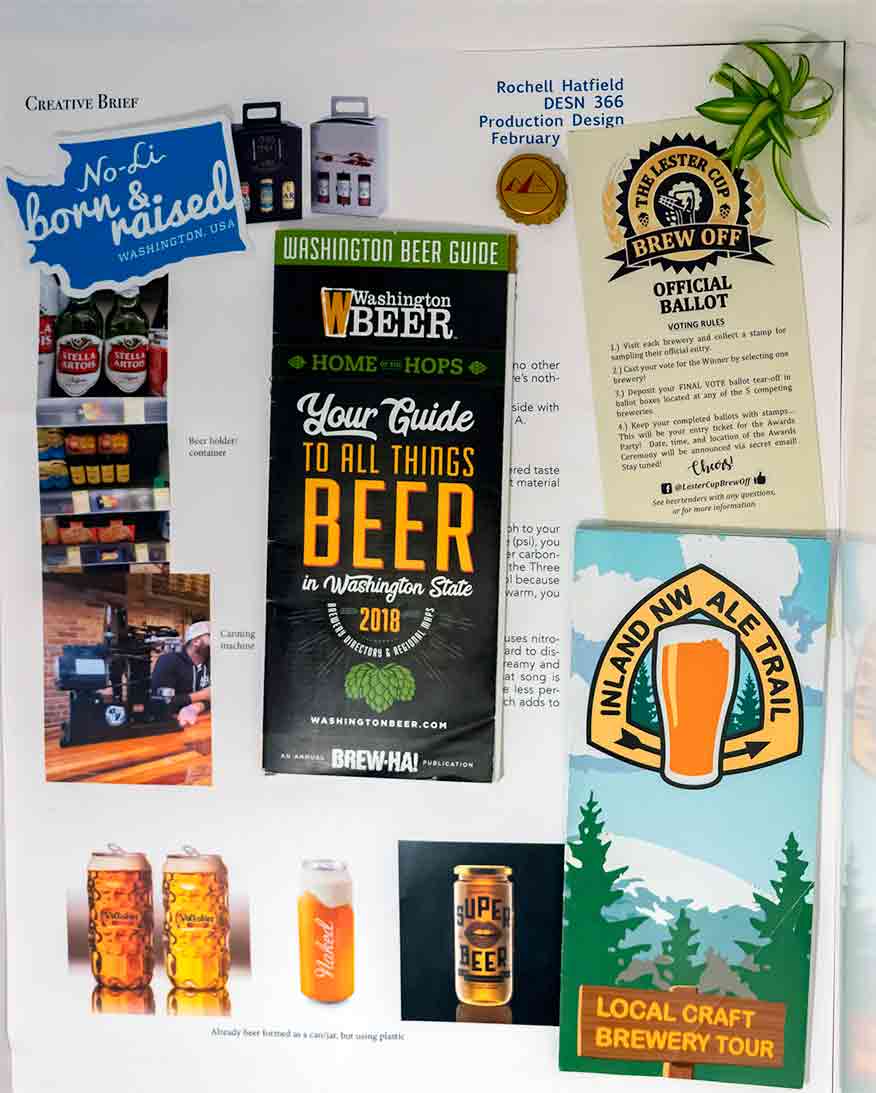 CREATIVE BRIEF
Rochell Hatfield
DESN 366
Production Design
February
No-Li
born &
raised
WASHINGTON, USA
STELLA
ARTOIS
STELLA
ARTOIS
Beer holder/
container
Canning
machine
WASHINGTON BEER GUIDE
W Washington
BEER
HOME OF THE HOPS
Your Guide
TO ALL THINGS
BEER
in Washington State
2018
BREWERY DIRECTORY & REGIONAL MAPS
WASHINGTONBEER.COM
AN ANNUAL BREW-HA! PUBLICATION
no other
e's noth-
side with
A.
ered taste
t material
ph to your
(psi), you
er carbon-
the Three
l because
warm, you
uses nitro-
ard to dis-
reamy and
at song is
e less per-
ch adds to
THE LESTER CUP
BREW OFF
OFFICIAL
BALLOT
VOTING RULES
1.) Visit each brewery and collect a stamp for
sampling their official entry.
2.) Cast your vote for the Winner by selecting one
brewery!
3.) Deposit your FINAL VOTE ballot tear-off in
ballot boxes located at any of the 5 competing
breweries.
4.) Keep your completed ballots with stamps...
This will be your entry ticket for the Awards
Party! Date, time, and location of the Awards
Ceremony will be announced via secret email!
Stay tuned!
Cheers!
@LesterCupBrewOff
See beertenders with any questions,
or for more information.
INLAND NW ALE TRAIL
LOCAL CRAFT
BREWERY TOUR
Volksbier
Volksbier
Naked
SUPER
BEER
Already beer formed as a can/jar, but using plastic